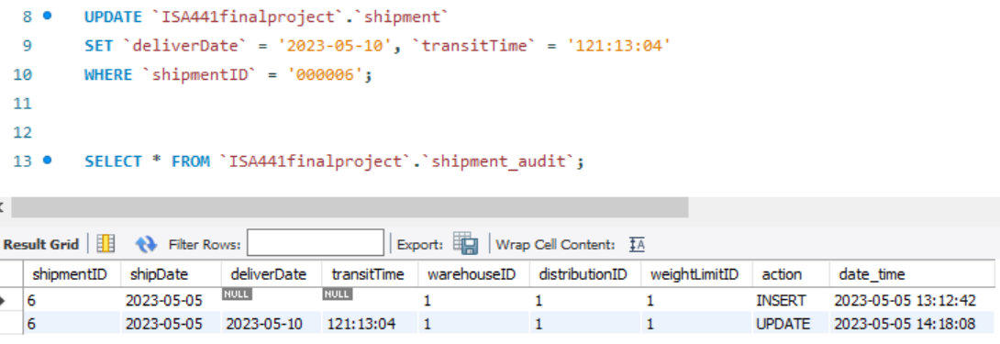 8 UPDATE `ISA441finalproject`.`shipment`
9 SET `deliverDate` = '2023-05-10', `transitTime` = '121:13:04'
10 WHERE `shipmentID` = '000006';
11
12
13 SELECT * FROM `ISA441finalproject`.`shipment_audit`;
Result Grid Filter Rows: Export: Wrap Cell Content: IA
shipmentID shipDate deliverDate transitTime warehouseID distributionID weightLimitID action date_time
6 2023-05-05 NULL NULL 1 1 1 INSERT 2023-05-05 13:12:42
6 2023-05-05 2023-05-10 121:13:04 1 1 1 UPDATE 2023-05-05 14:18:08